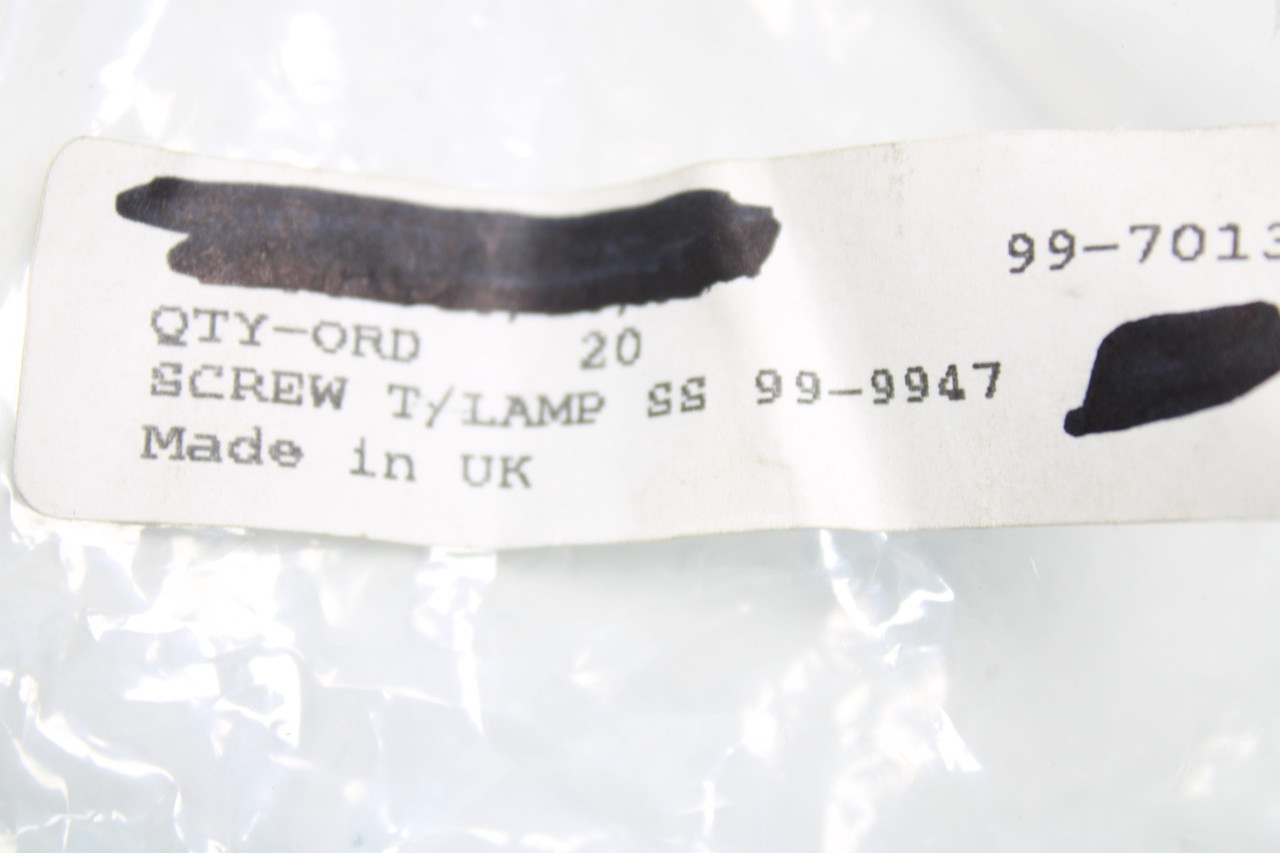 99-7013
QTY-ORD 20
SCREW T/LAMP SS 99-9947
Made in UK